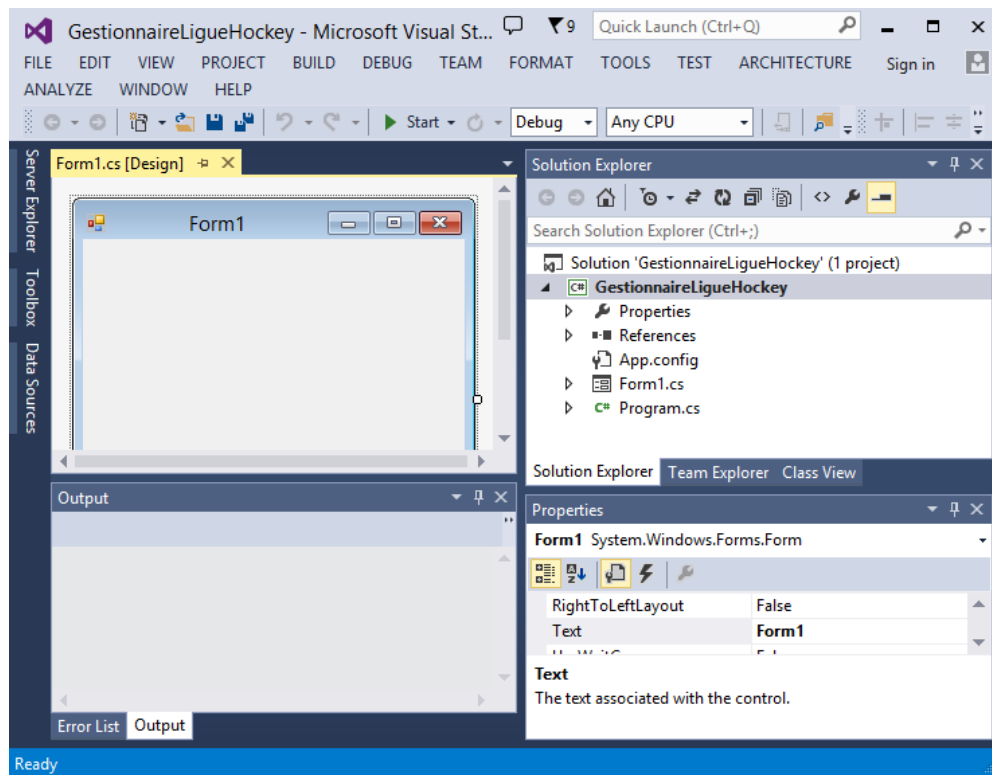 GestionnaireLigueHockey - Microsoft Visual St... 9 Quick Launch (Ctrl+Q)
FILE EDIT VIEW PROJECT BUILD DEBUG TEAM FORMAT TOOLS TEST ARCHITECTURE Sign in
ANALYZE WINDOW HELP
Start Debug Any CPU
Server Explorer
Toolbox
Data Sources
Form1.cs [Design]
Form1
Output
Error List Output
Solution Explorer
Search Solution Explorer (Ctrl+;)
Solution 'GestionnaireLigueHockey' (1 project)
C# GestionnaireLigueHockey
Properties
References
App.config
Form1.cs
C# Program.cs
Solution Explorer Team Explorer Class View
Properties
Form1 System.Windows.Forms.Form
RightToLeftLayout False
Text Form1
Text
The text associated with the control.
Ready